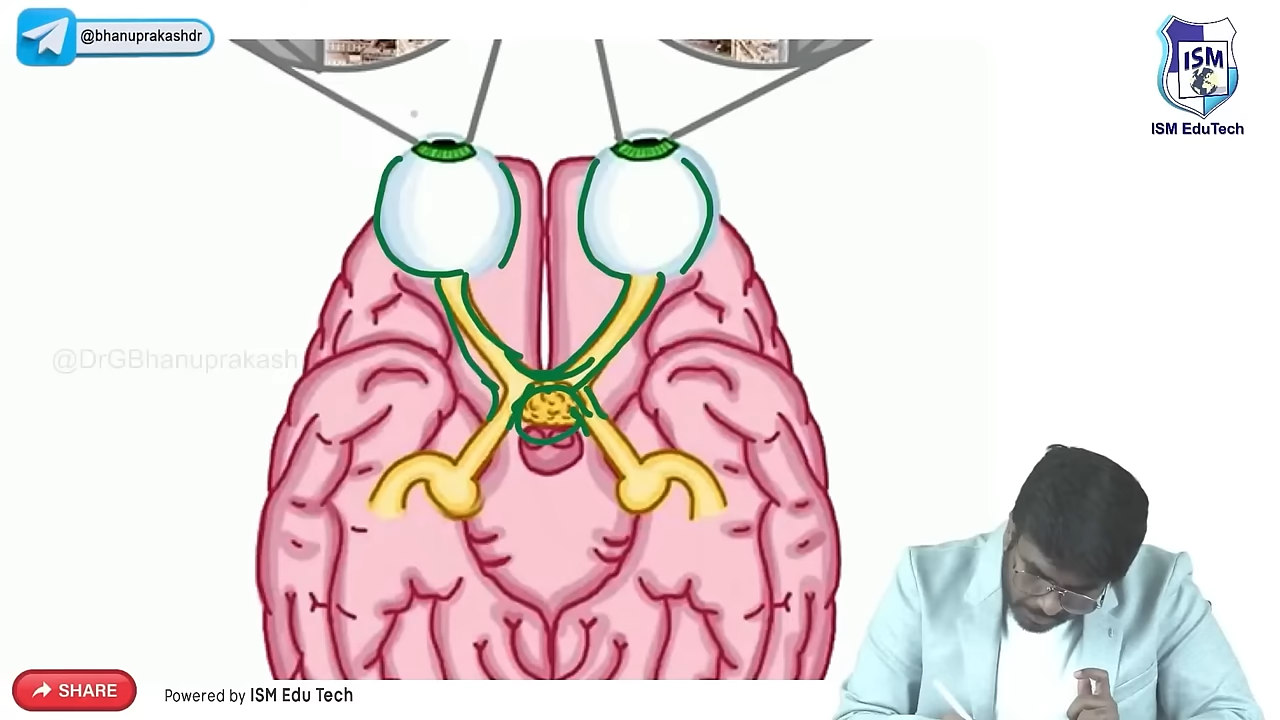 @bhanuprakashdr
ISM
ISM EduTech
@DrGBhanuprakash
SHARE
Powered by ISM Edu Tech